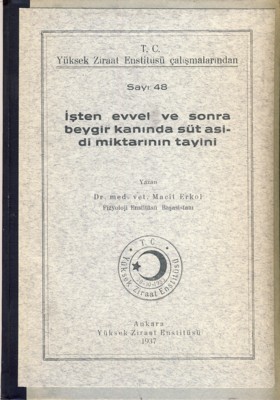 T. C.
Yüksek Ziraat Enstitüsü çalışmalarından
Sayı 48
İşten evvel ve sonra
beygir kanında süt asi-
di miktarının tayini
Yazan
Dr. med. vet. Macit Erkol
Fizyoloji Enstitüsü
T. C.
Yüksek Ziraat Enstitüsü
Ankara
Yüksek Ziraat Enstitüsü
1937